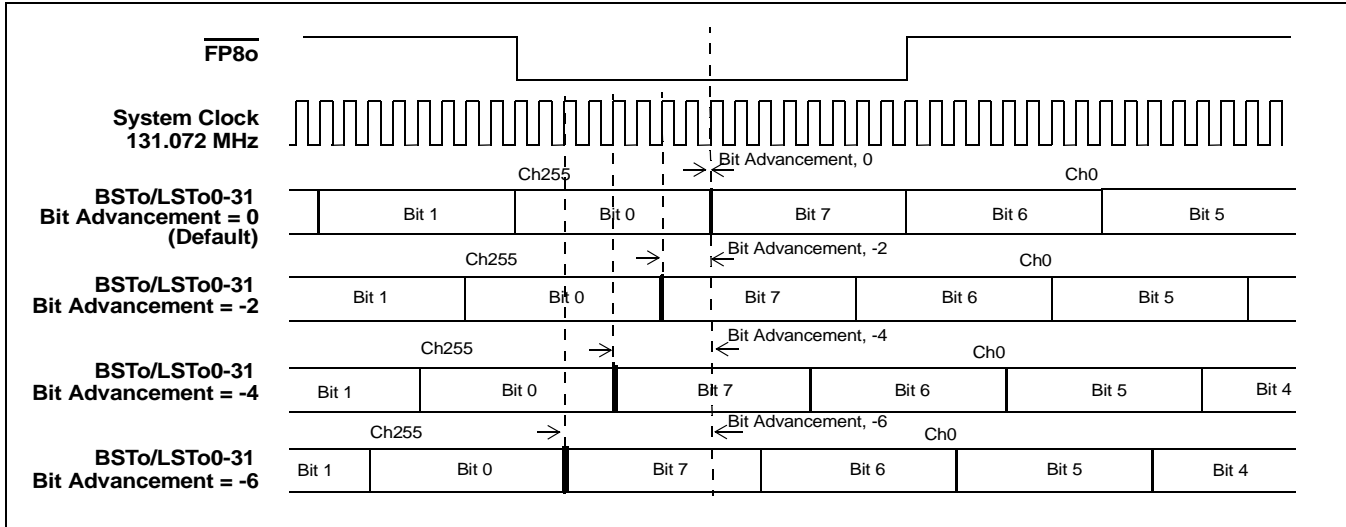 FP8o
System Clock
131.072 MHz
Bit Advancement, 0
Ch255 Ch0
BSTo/LSTo0-31
Bit Advancement = 0
(Default)
Bit 1 Bit 0 Bit 7 Bit 6 Bit 5
Bit Advancement, -2
Ch255 Ch0
BSTo/LSTo0-31
Bit Advancement = -2
Bit 1 Bit 0 Bit 7 Bit 6 Bit 5
Bit Advancement, -4
Ch255 Ch0
BSTo/LSTo0-31
Bit Advancement = -4
Bit 1 Bit 0 Bit 7 Bit 6 Bit 5 Bit 4
Bit Advancement, -6
Ch255 Ch0
BSTo/LSTo0-31
Bit Advancement = -6
Bit 1 Bit 0 Bit 7 Bit 6 Bit 5 Bit 4